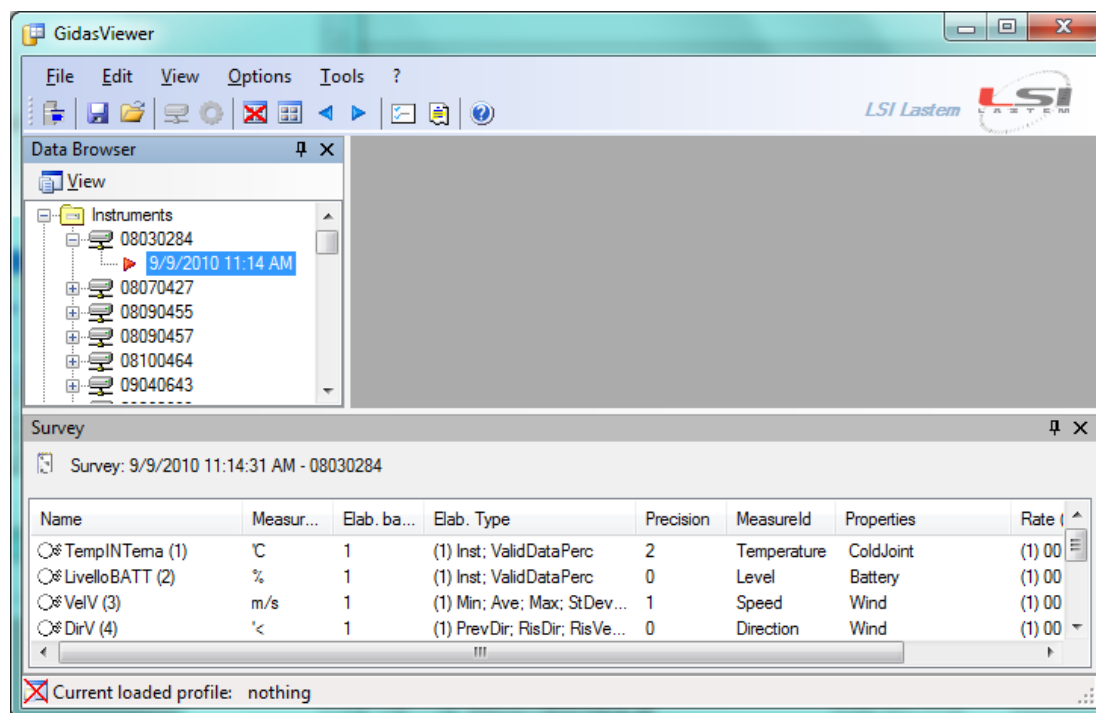 GidasViewer
File Edit View Options Tools ?
LSI Lastem
LSI
LASTEM
Data Browser
View
Instruments
08030284
9/9/2010 11:14 AM
08070427
08090455
08090457
08100464
09040643
Survey
Survey: 9/9/2010 11:14:31 AM - 08030284
Name Measur... Elab. ba... Elab. Type Precision MeasureId Properties Rate (
TempINTerna (1) °C 1 (1) Inst; ValidDataPerc 2 Temperature ColdJoint (1) 00
LivelloBATT (2) % 1 (1) Inst; ValidDataPerc 0 Level Battery (1) 00
VelV (3) m/s 1 (1) Min; Ave; Max; StDev... 1 Speed Wind (1) 00
DirV (4) °< 1 (1) PrevDir; RisDir; RisVe... 0 Direction Wind (1) 00
Current loaded profile: nothing